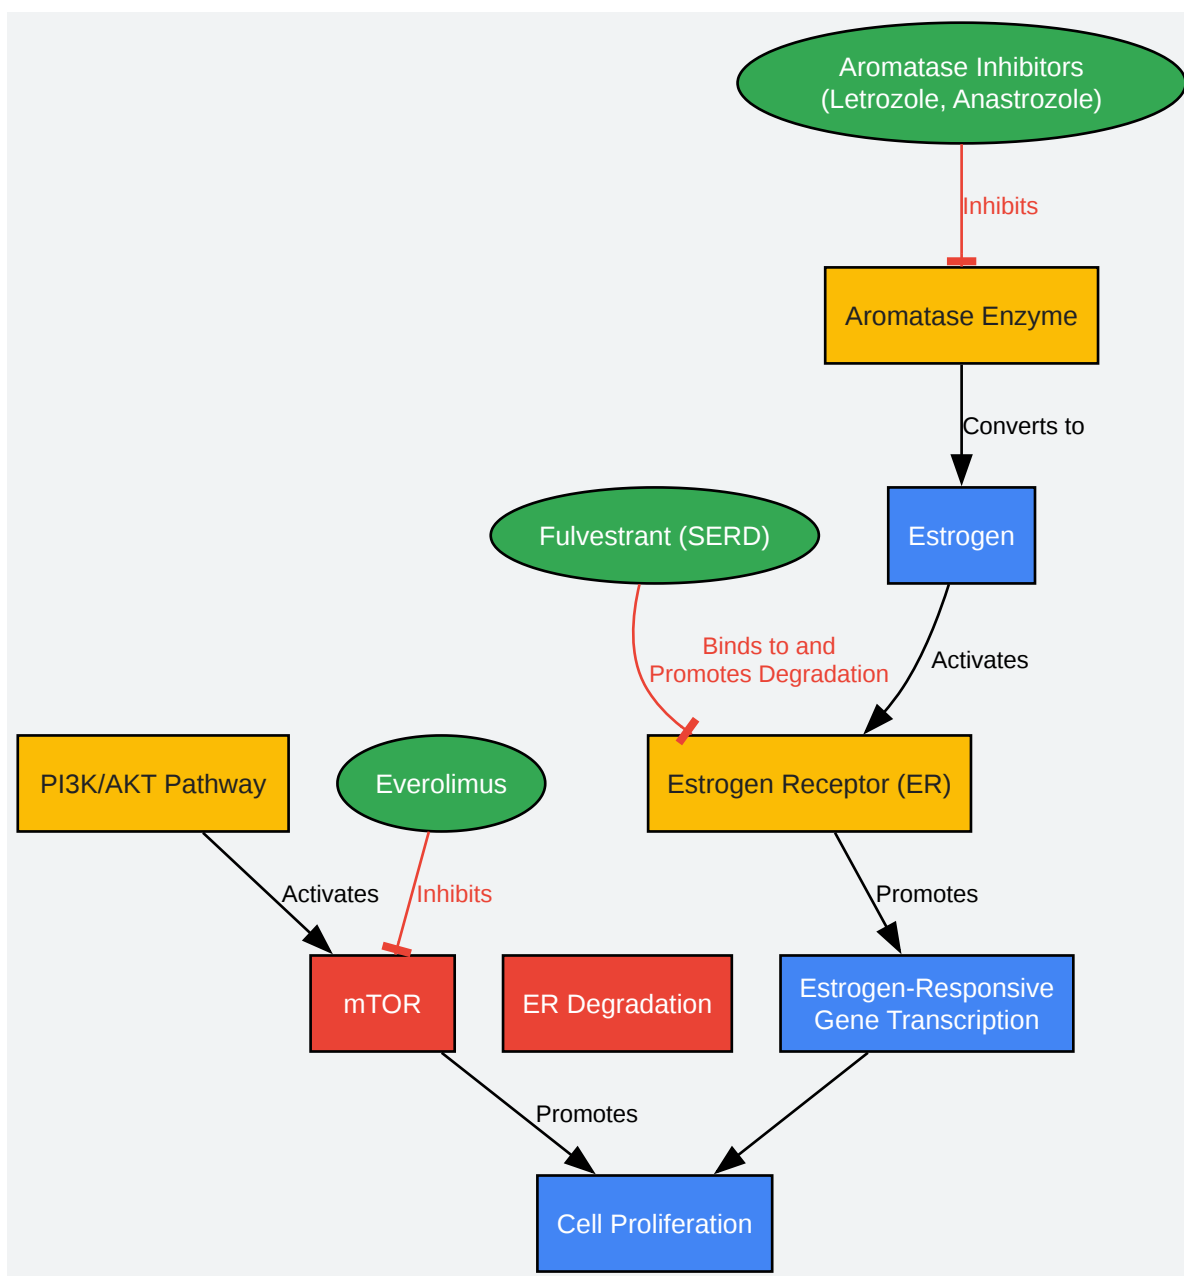 Aromatase Inhibitors
(Letrozole, Anastrozole)
Inhibits
Aromatase Enzyme
Converts to
Fulvestrant (SERD)
Estrogen
Binds to and
Promotes Degradation
Activates
PI3K/AKT Pathway
Everolimus
Estrogen Receptor (ER)
Activates
Inhibits
Promotes
mTOR
ER Degradation
Estrogen-Responsive
Gene Transcription
Promotes
Cell Proliferation